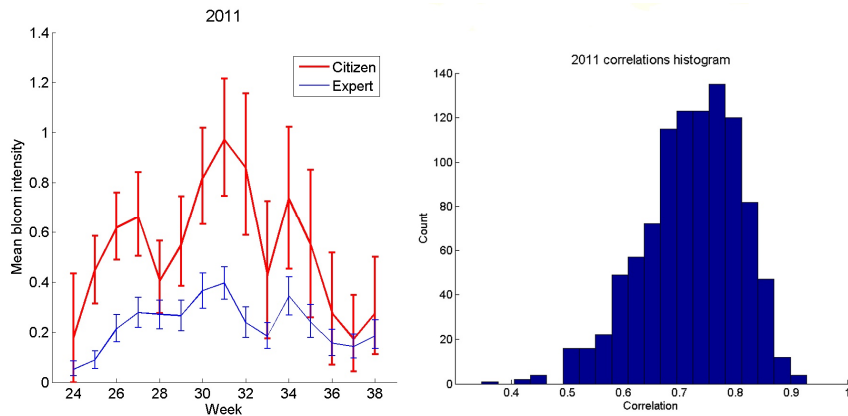 2011
1.4
1.2
1
0.8
0.6
0.4
0.2
0
Mean bloom intensity
Citizen
Expert
24 26 28 30 32 34 36 38
Week
2011 correlations histogram
140
120
100
80
60
40
20
0
Count
0.4 0.5 0.6 0.7 0.8 0.9 1
Correlation